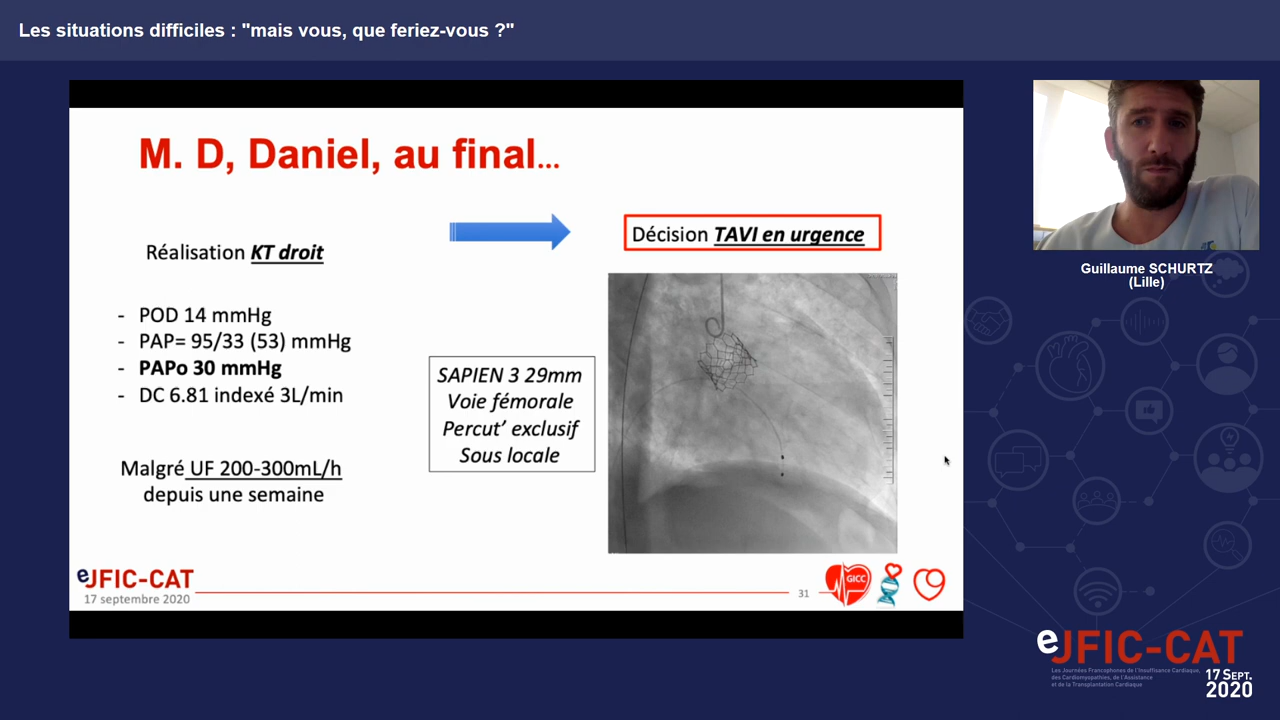 Les situations difficiles : "mais vous, que feriez-vous ?"
M. D, Daniel, au final...
Réalisation KT droit
- POD 14 mmHg
- PAP= 95/33 (53) mmHg
- PAPo 30 mmHg
- DC 6.81 indexé 3L/min
Malgré UF 200-300mL/h
depuis une semaine
Décision TAVI en urgence
SAPIEN 3 29mm
Voie fémorale
Percut' exclusif
Sous locale
eJFIC-CAT
17 septembre 2020
31
GICC
Guillaume SCHURTZ
(Lille)
eJFIC-CAT
Les Journées Francophones de l'Insuffisance Cardiaque,
des Cardiomyopathies, de l'Assistance
et de la Transplantation Cardiaque
17 SEPT.
2020